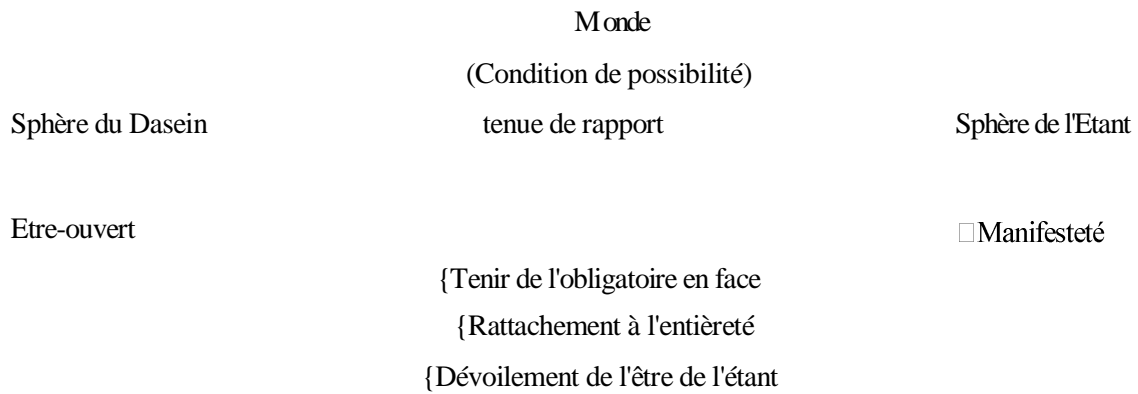 Monde
(Condition de possibilité)
Sphère du Dasein tenue de rapport Sphère de l'Etant
Etre-ouvert □Manifesteté
{Tenir de l'obligatoire en face
{Rattachement à l'entièreté
{Dévoilement de l'être de l'étant